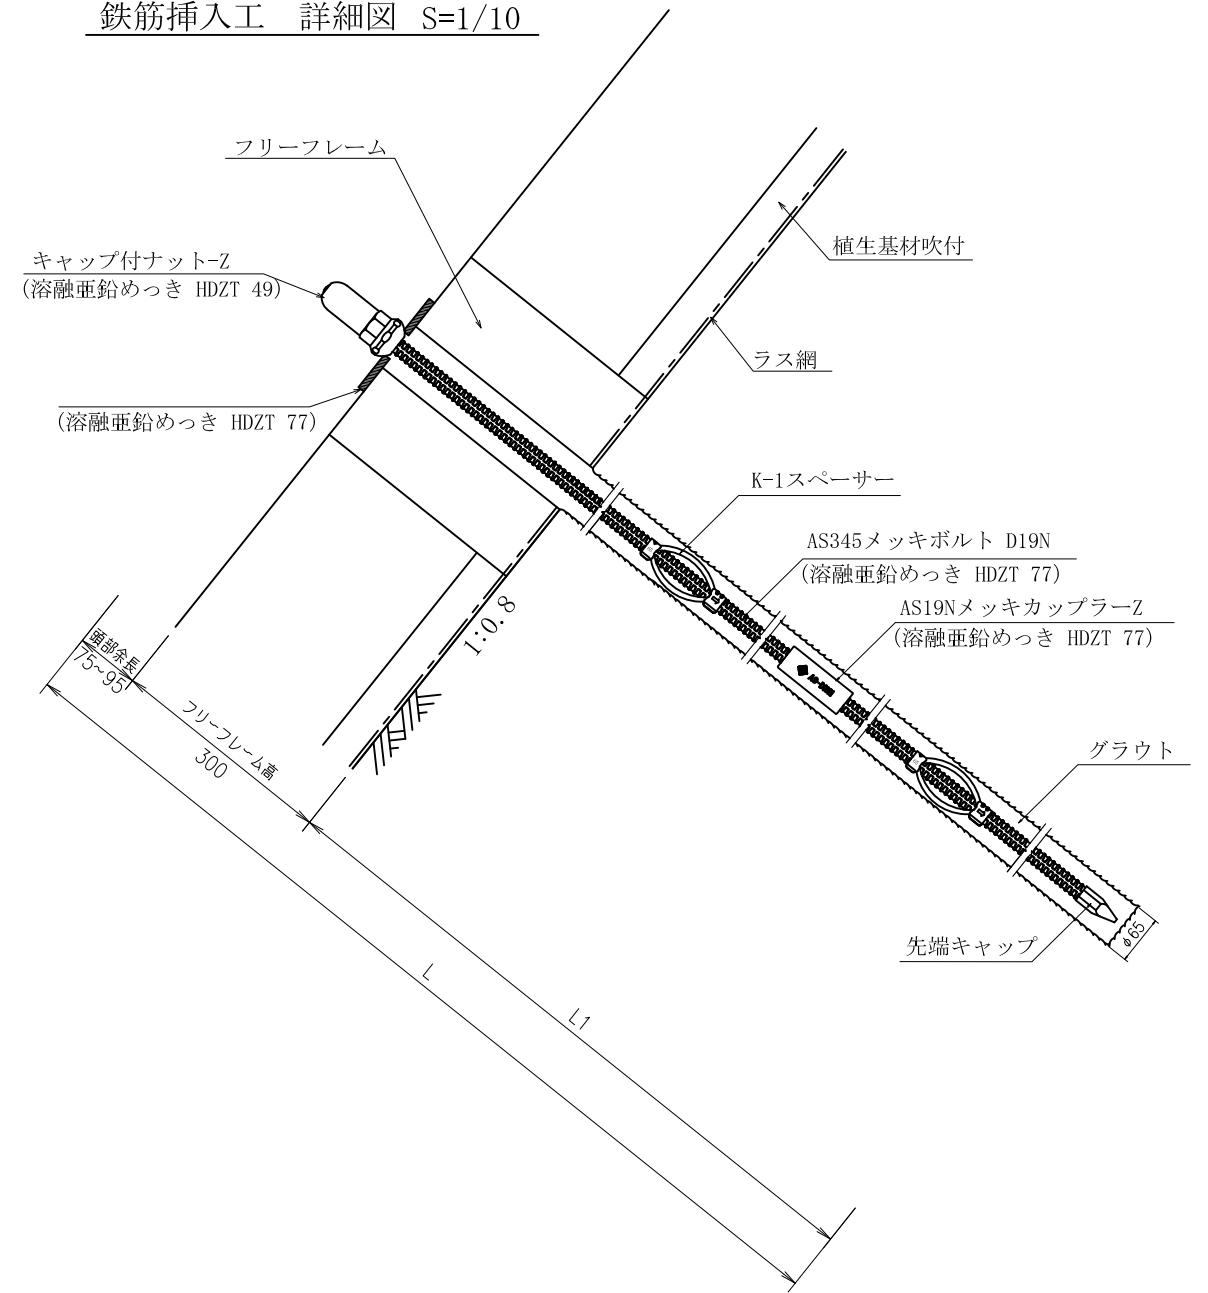 鉄筋挿入工　詳細図 S=1/10
フリーフレーム
植生基材吹付
キャップ付ナット-Z
(溶融亜鉛めっき HDZT 49)
ラス網
(溶融亜鉛めっき HDZT 77)
K-1スペーサー
AS345メッキボルト D19N
(溶融亜鉛めっき HDZT 77)
AS19NメッキカップラーZ
(溶融亜鉛めっき HDZT 77)
1:0.8
頭部余長
75~95
フリーフレーム高
300
グラウト
先端キャップ
φ65
L
L1